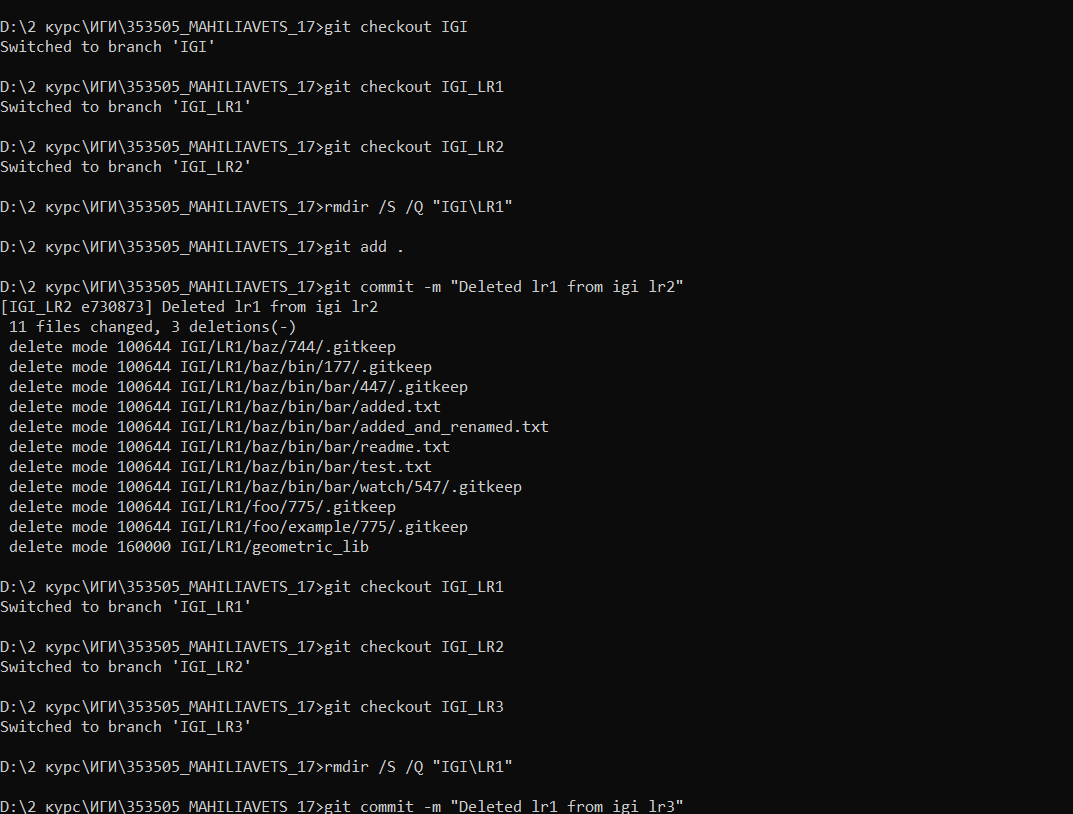 D:\2 курс\ИГИ\353505_MAHILIAVETS_17>git checkout IGI
Switched to branch 'IGI'
D:\2 курс\ИГИ\353505_MAHILIAVETS_17>git checkout IGI_LR1
Switched to branch 'IGI_LR1'
D:\2 курс\ИГИ\353505_MAHILIAVETS_17>git checkout IGI_LR2
Switched to branch 'IGI_LR2'
D:\2 курс\ИГИ\353505_MAHILIAVETS_17>rmdir /S /Q "IGI\LR1"
D:\2 курс\ИГИ\353505_MAHILIAVETS_17>git add .
D:\2 курс\ИГИ\353505_MAHILIAVETS_17>git commit -m "Deleted lr1 from igi lr2"
[IGI_LR2 e730873] Deleted lr1 from igi lr2
11 files changed, 3 deletions(-)
delete mode 100644 IGI/LR1/baz/744/.gitkeep
delete mode 100644 IGI/LR1/baz/bin/177/.gitkeep
delete mode 100644 IGI/LR1/baz/bin/bar/447/.gitkeep
delete mode 100644 IGI/LR1/baz/bin/bar/added.txt
delete mode 100644 IGI/LR1/baz/bin/bar/added_and_renamed.txt
delete mode 100644 IGI/LR1/baz/bin/bar/readme.txt
delete mode 100644 IGI/LR1/baz/bin/bar/test.txt
delete mode 100644 IGI/LR1/baz/bin/bar/watch/547/.gitkeep
delete mode 100644 IGI/LR1/foo/775/.gitkeep
delete mode 100644 IGI/LR1/foo/example/775/.gitkeep
delete mode 160000 IGI/LR1/geometric_lib
D:\2 курс\ИГИ\353505_MAHILIAVETS_17>git checkout IGI_LR1
Switched to branch 'IGI_LR1'
D:\2 курс\ИГИ\353505_MAHILIAVETS_17>git checkout IGI_LR2
Switched to branch 'IGI_LR2'
D:\2 курс\ИГИ\353505_MAHILIAVETS_17>git checkout IGI_LR3
Switched to branch 'IGI_LR3'
D:\2 курс\ИГИ\353505_MAHILIAVETS_17>rmdir /S /Q "IGI\LR1"
D:\2 курс\ИГИ\353505_MAHILIAVETS_17>git commit -m "Deleted lr1 from igi lr3"